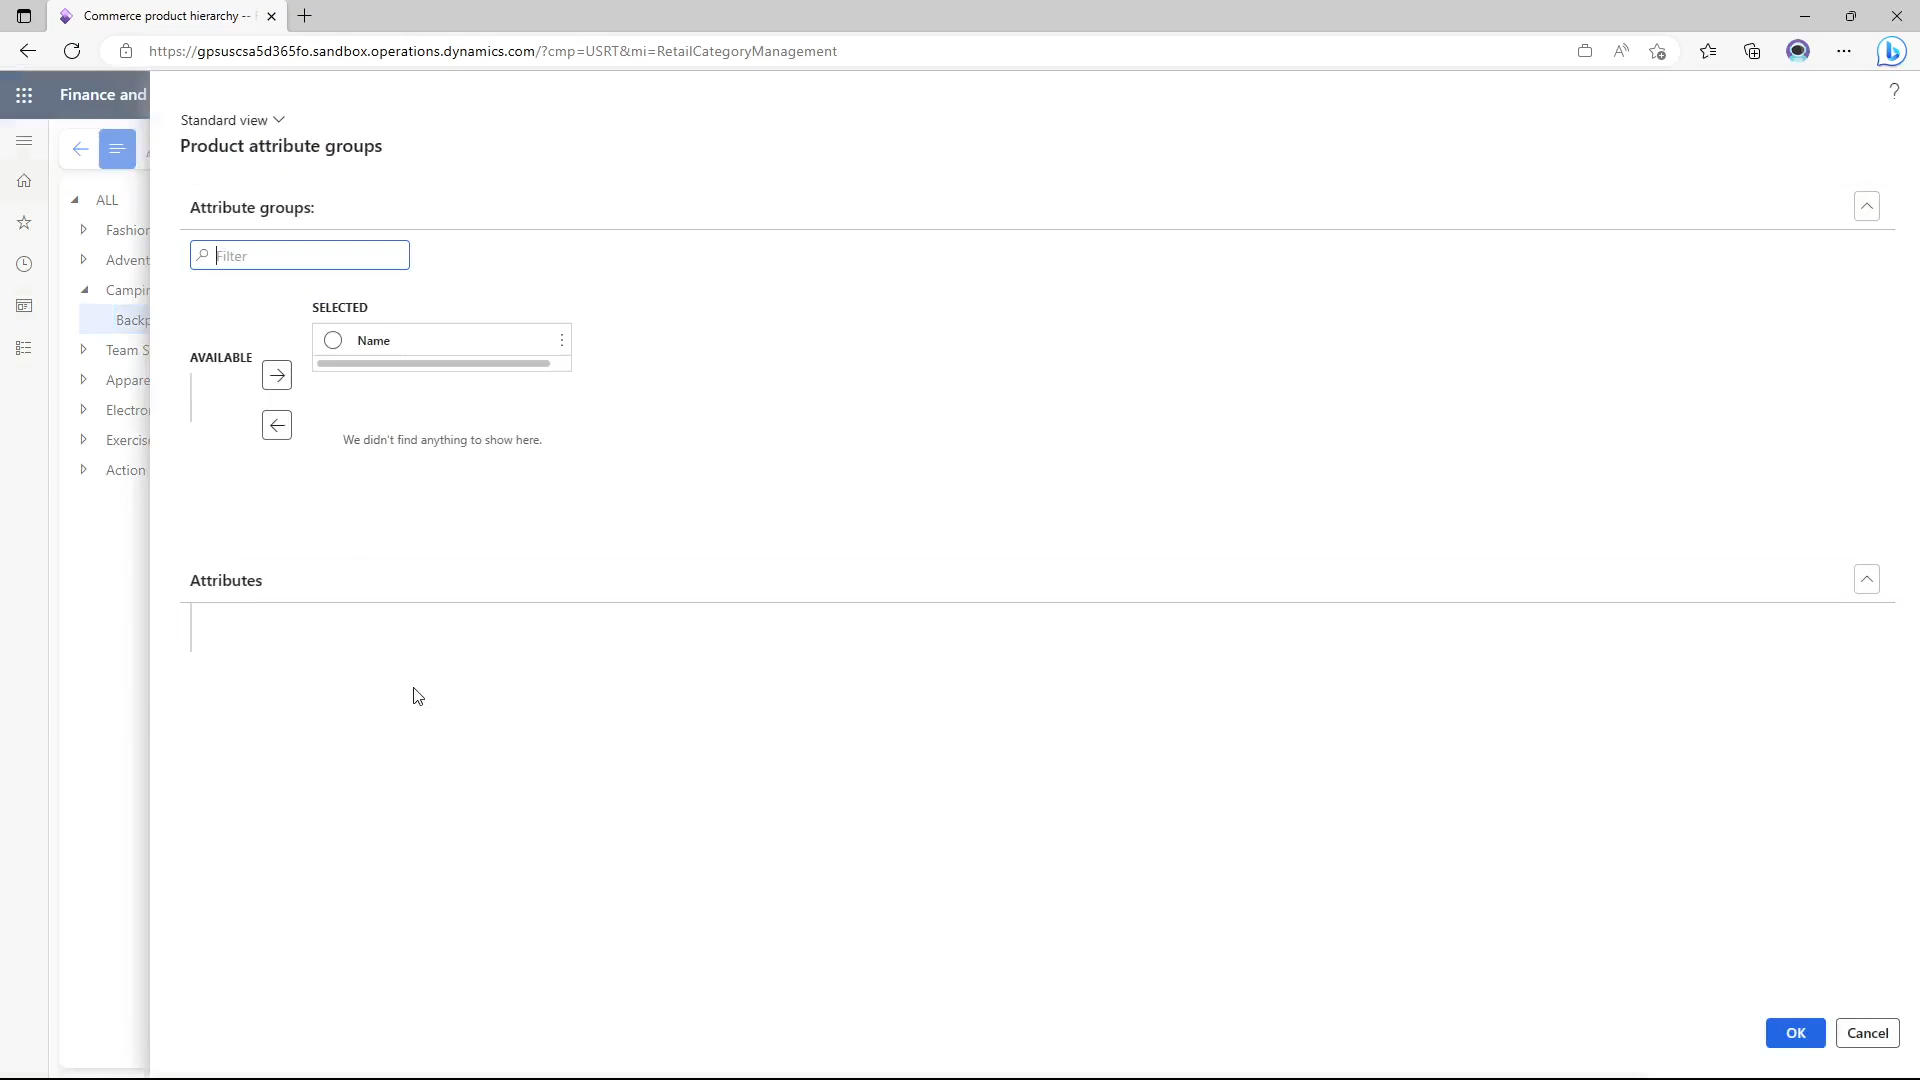 Commerce product hierarchy --
https://gpsuscsa5d365fo.sandbox.operations.dynamics.com/?cmp=USRT&mi=RetailCategoryManagement
Finance and
?
Standard view
Product attribute groups
ALL
Fashion
Advent
Campin
Backp
Team S
Appare
Electro
Exercis
Action
Attribute groups:
Filter
SELECTED
Name
AVAILABLE
We didn't find anything to show here.
Attributes
OK
Cancel